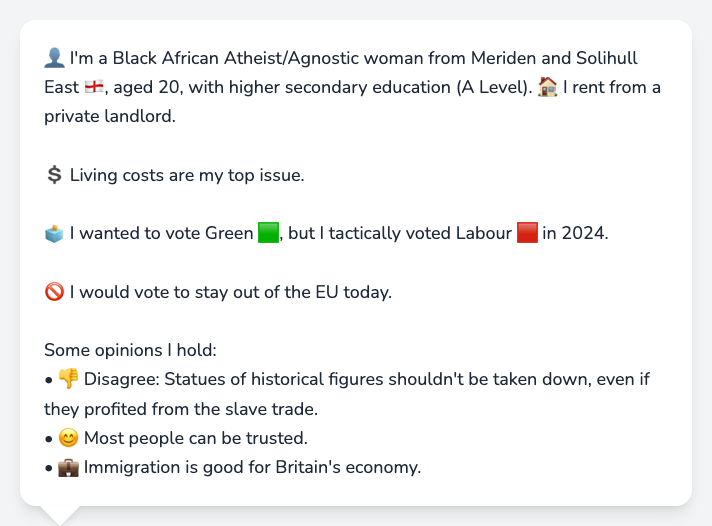 👤 I'm a Black African Atheist/Agnostic woman from Meriden and Solihull
East 🏴󠁧󠁢󠁥󠁮󠁧󠁿, aged 20, with higher secondary education (A Level). 🏠 I rent from a
private landlord.
💲 Living costs are my top issue.
🗳️ I wanted to vote Green 🟩, but I tactically voted Labour 🟥 in 2024.
🚫 I would vote to stay out of the EU today.
Some opinions I hold:
• 👎 Disagree: Statues of historical figures shouldn't be taken down, even if
they profited from the slave trade.
• 😊 Most people can be trusted.
• 💼 Immigration is good for Britain's economy.